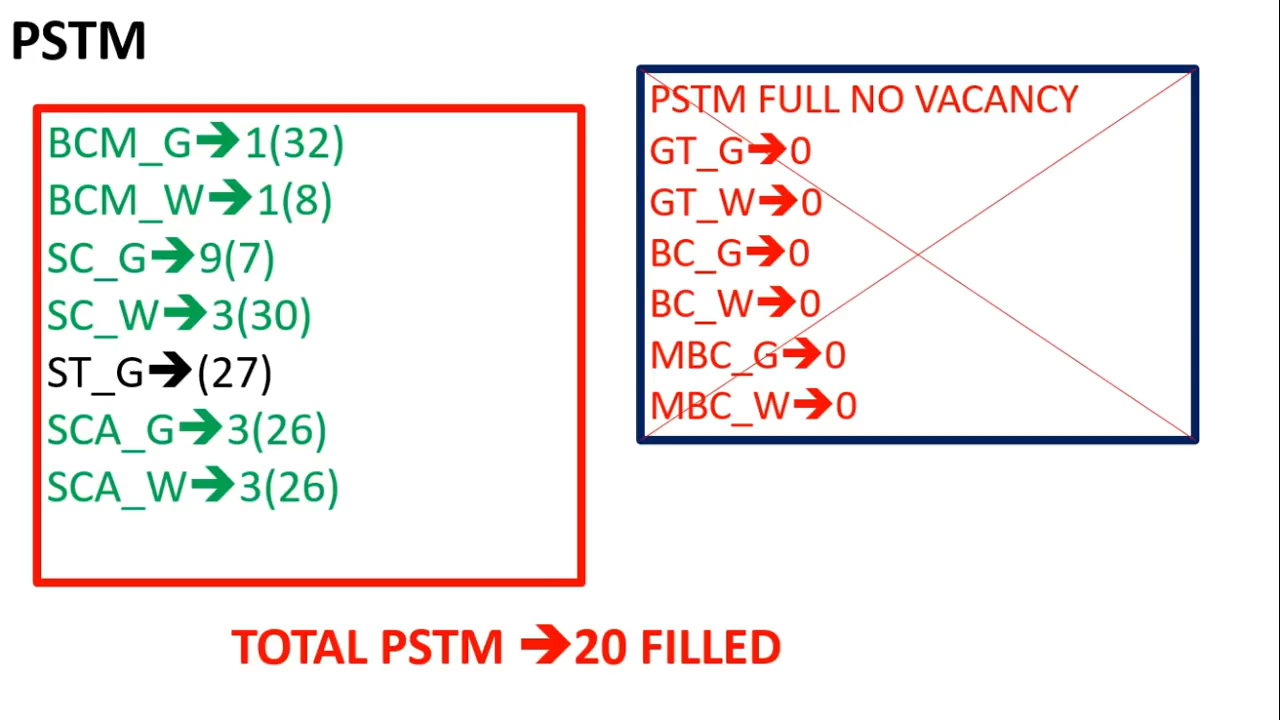 PSTM
BCM_G➔1(32)
BCM_W➔1(8)
SC_G➔9(7)
SC_W➔3(30)
ST_G➔(27)
SCA_G➔3(26)
SCA_W➔3(26)
PSTM FULL NO VACANCY
GT_G➔0
GT_W➔0
BC_G➔0
BC_W➔0
MBC_G➔0
MBC_W➔0
TOTAL PSTM ➔20 FILLED